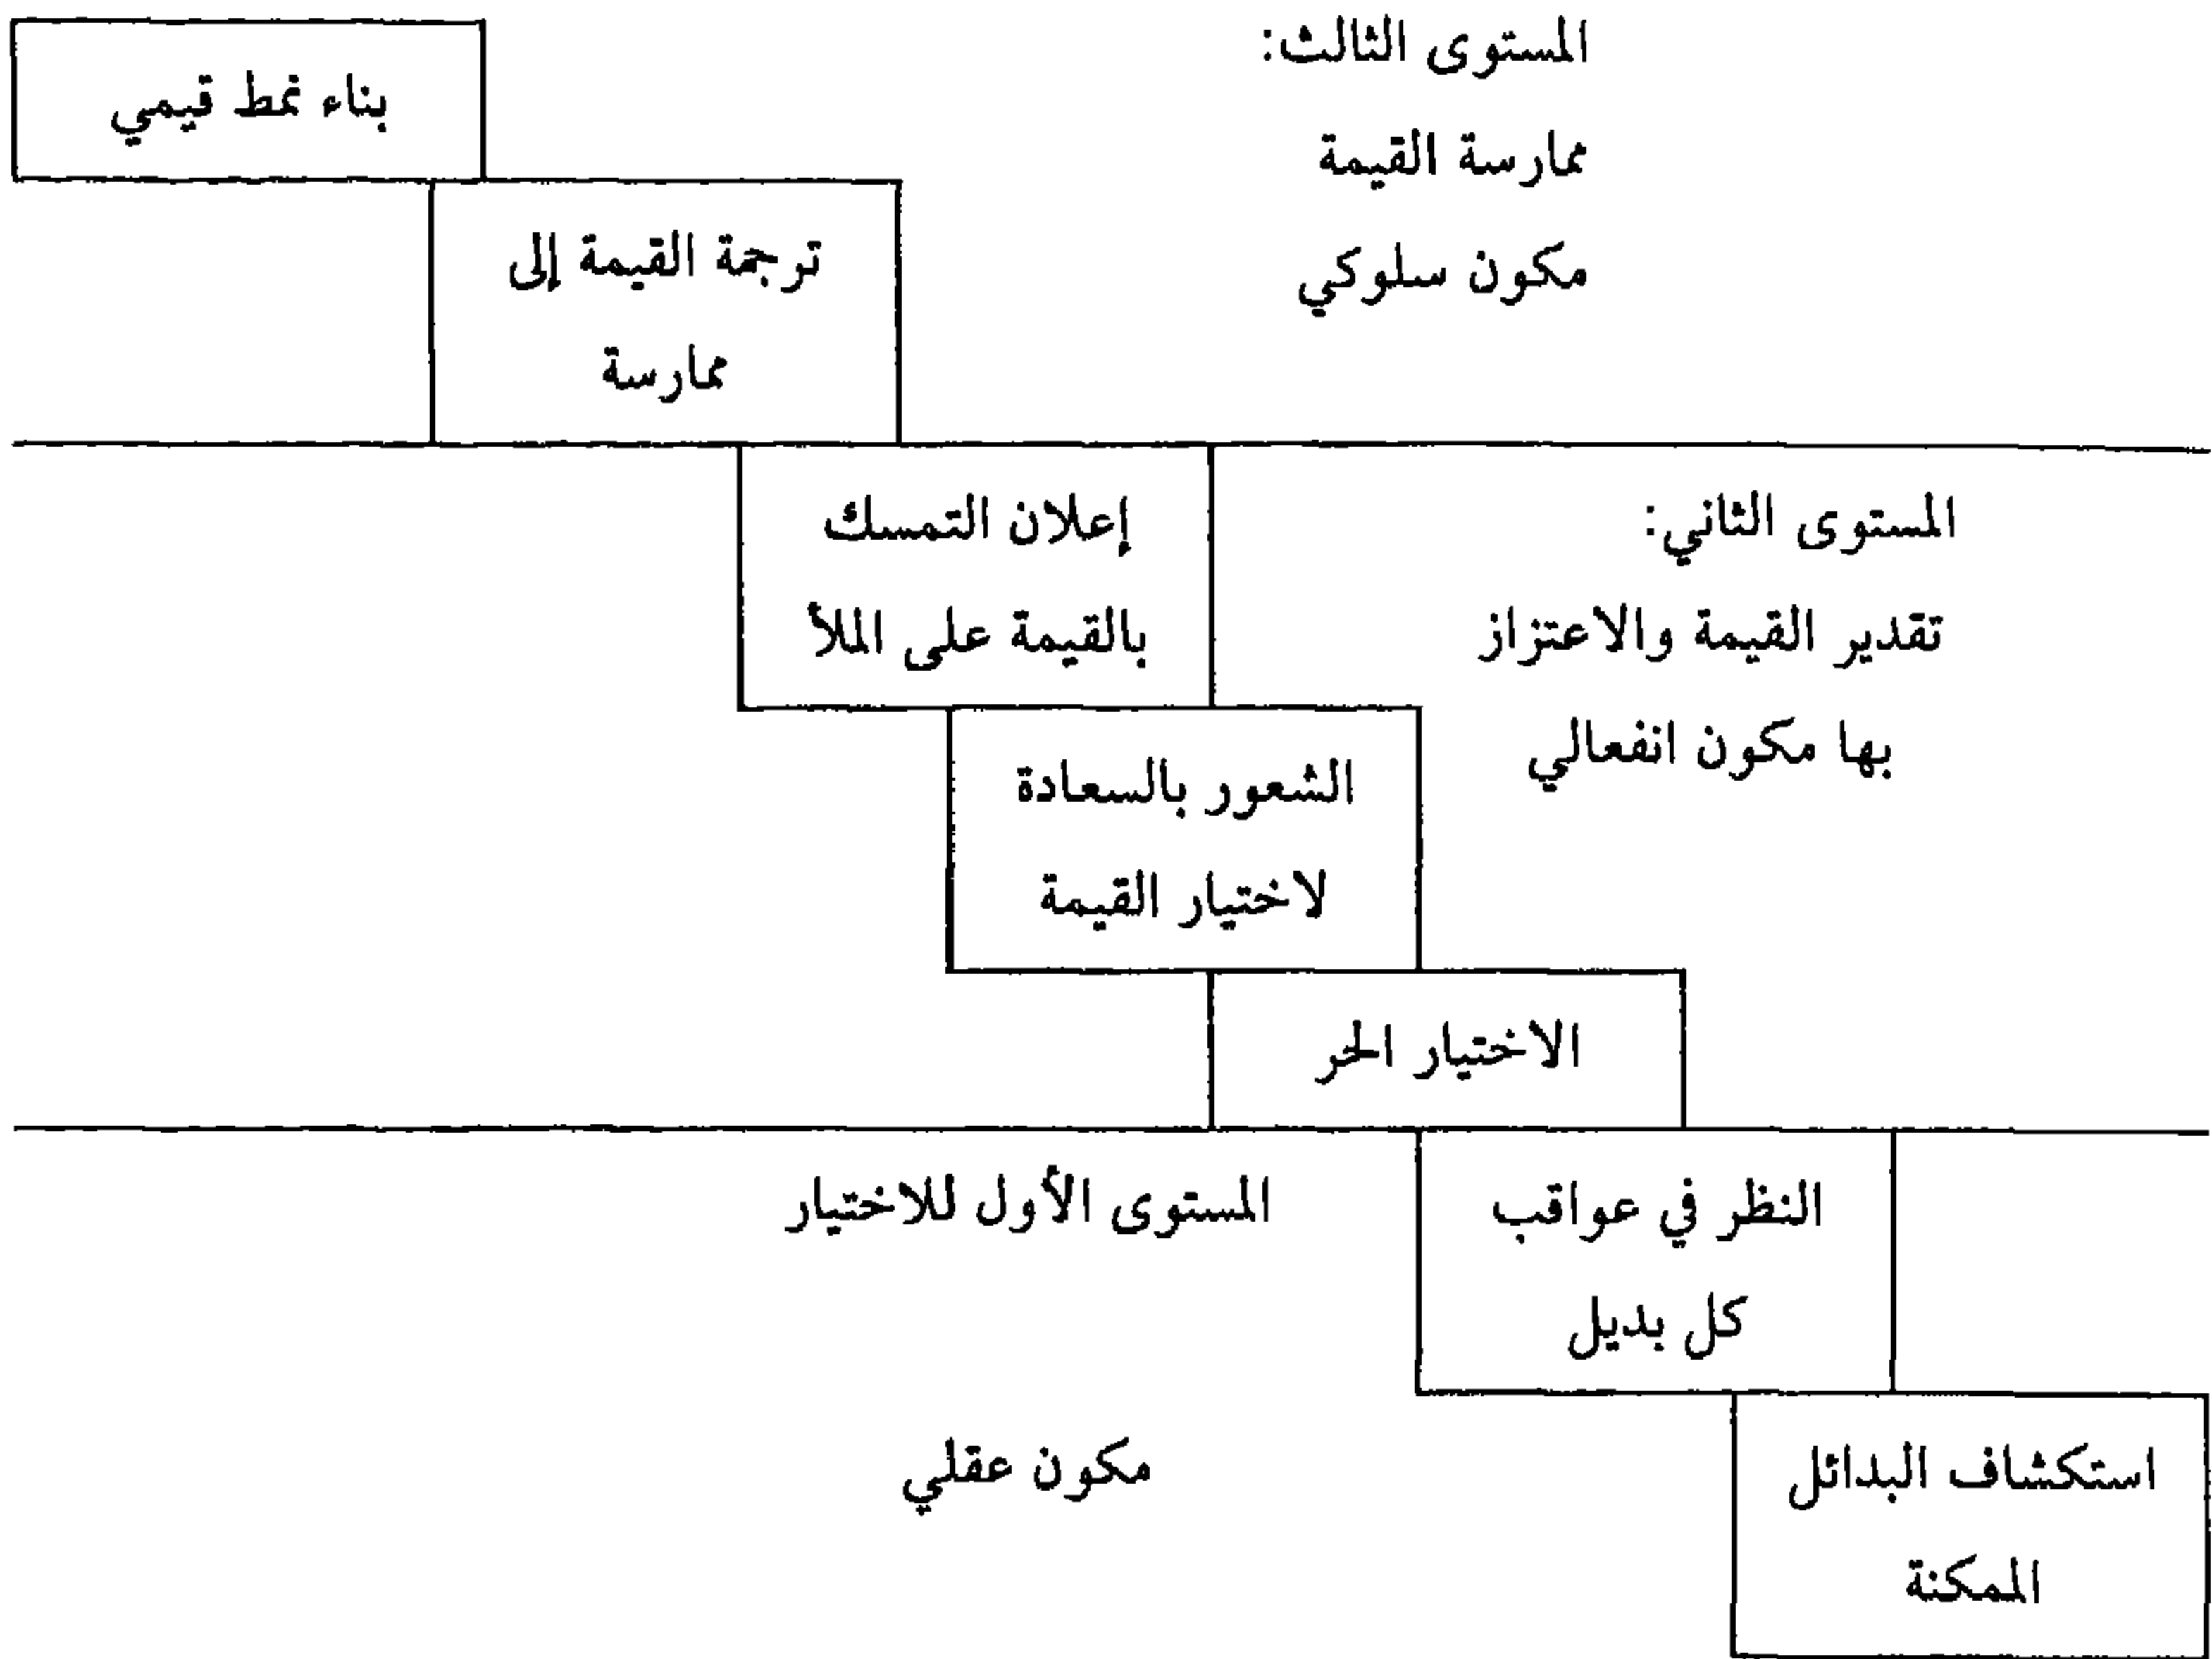 المستوى الثالث:
ممارسة القيمة
مكون سلوكي
بناء نمط قيمي
ترجمة القيمة إلى
ممارسة
المستوى الثاني:
تقدير القيمة والاعتزاز
بها مكون انفعالي
إعلان التمسك
بالقيمة على الملأ
الشعور بالسعادة
لاختيار القيمة
الاختيار الحر
النظر في عواقب
كل بديل
المستوى الأول للاختيار
استكشاف البدائل
الممكنة
مكون عقلي